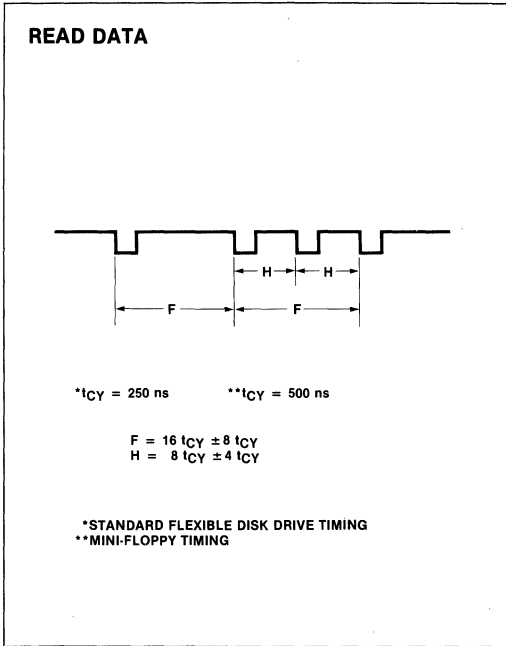 READ DATA
H H
F F
*tCY = 250 ns **tCY = 500 ns
F = 16 tCY ±8 tCY
H = 8 tCY ±4 tCY
*STANDARD FLEXIBLE DISK DRIVE TIMING
**MINI-FLOPPY TIMING